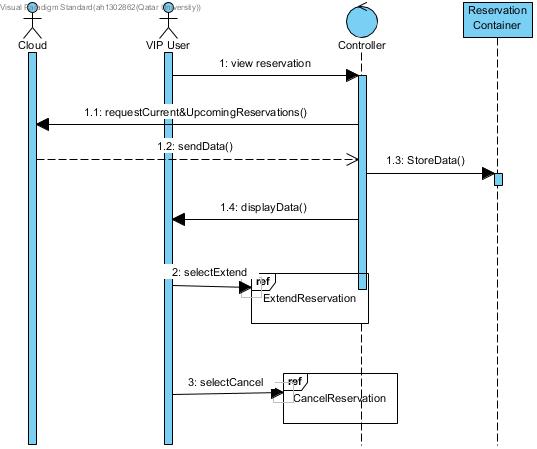 Visual Paradigm Standard(ah1302862(Qatar University))
Reservation
Container
Cloud
VIP User
Controller
1: view reservation
1.1: requestCurrent&UpcomingReservations()
1.2: sendData()
1.3: StoreData()
1.4: displayData()
2: selectExtend
ref
ExtendReservation
3: selectCancel
ref
CancelReservation